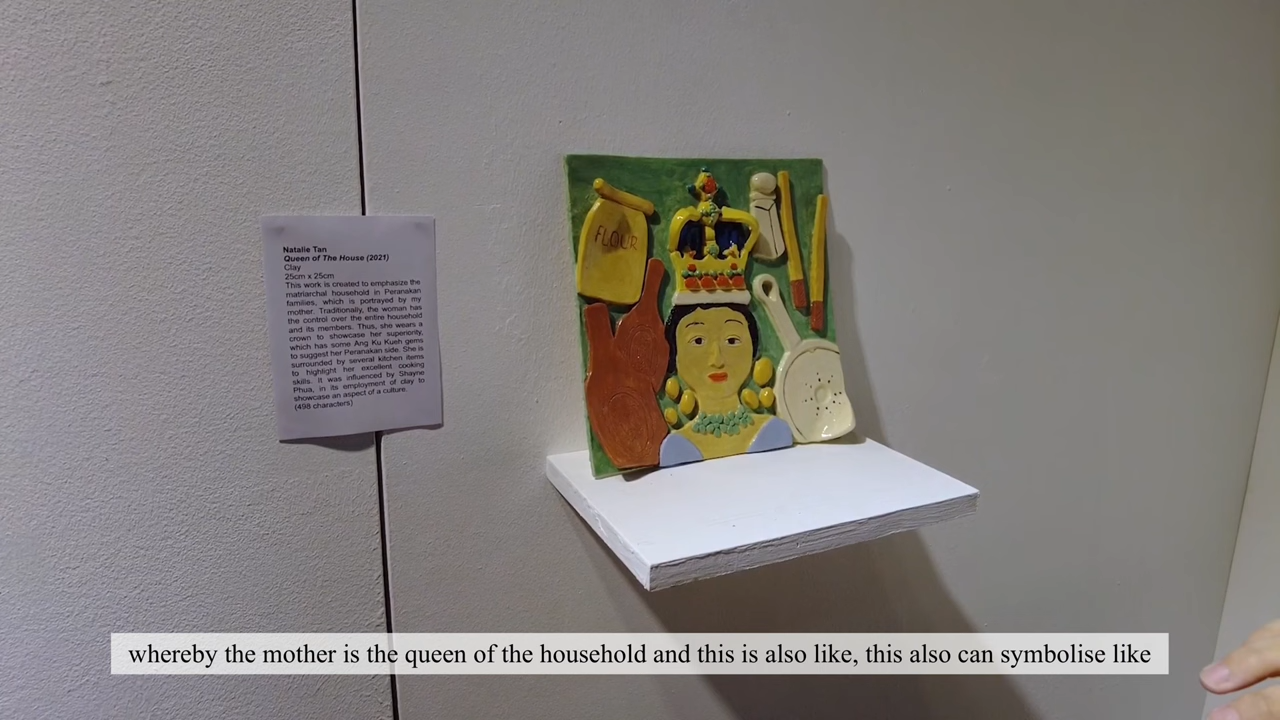 Natalie Tan
Queen of The House (2021)
Clay
25cm x 25cm
This work is created to emphasize the
matriarchal household in Peranakan
families, which is portrayed by my
mother. Traditionally, the woman has
the control over the entire household
and its members. Thus, she wears a
crown to showcase her superiority,
which has some Ang Ku Kueh gems
to suggest her Peranakan side. She is
surrounded by several kitchen items
to highlight her excellent cooking
skills. It was influenced by Shayne
Phua, in its employment of clay to
showcase an aspect of a culture.
(498 characters)
FLOUR
whereby the mother is the queen of the household and this is also like, this also can symbolise like